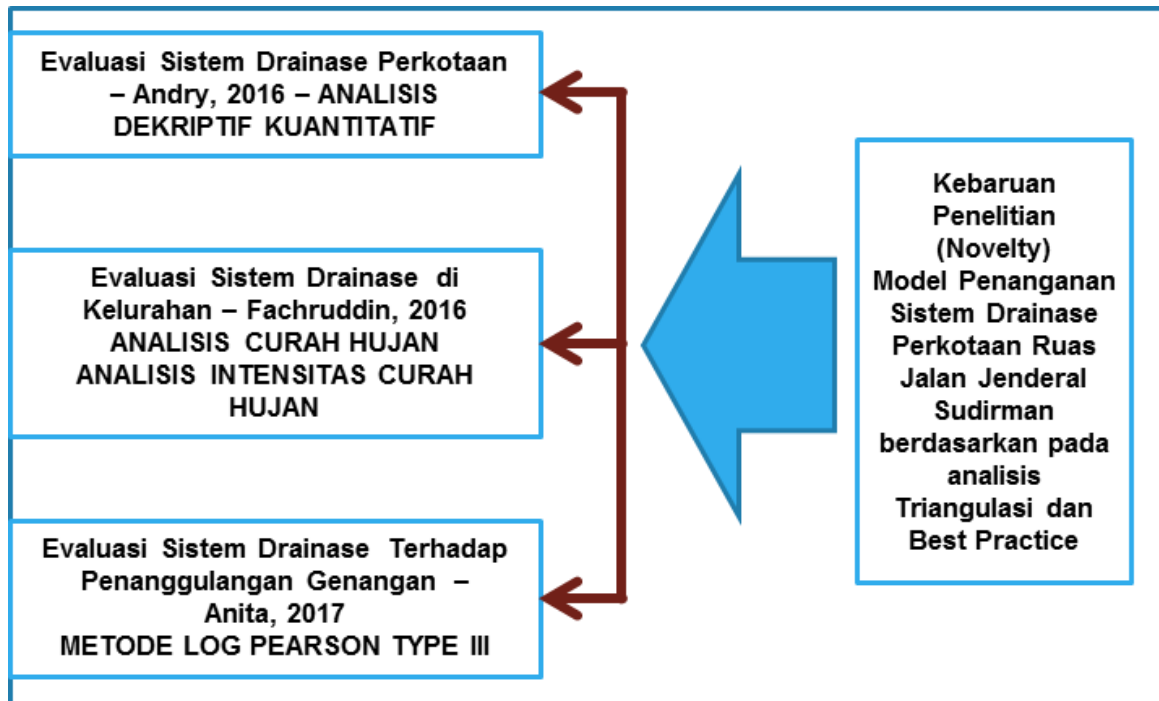 Evaluasi Sistem Drainase Perkotaan
– Andry, 2016 – ANALISIS
DEKRIPTIF KUANTITATIF
Evaluasi Sistem Drainase di
Kelurahan – Fachruddin, 2016
ANALISIS CURAH HUJAN
ANALISIS INTENSITAS CURAH
HUJAN
Evaluasi Sistem Drainase Terhadap
Penanggulangan Genangan –
Anita, 2017
METODE LOG PEARSON TYPE III
Kebaruan
Penelitian
(Novelty)
Model Penanganan
Sistem Drainase
Perkotaan Ruas
Jalan Jenderal
Sudirman
berdasarkan pada
analisis
Triangulasi dan
Best Practice